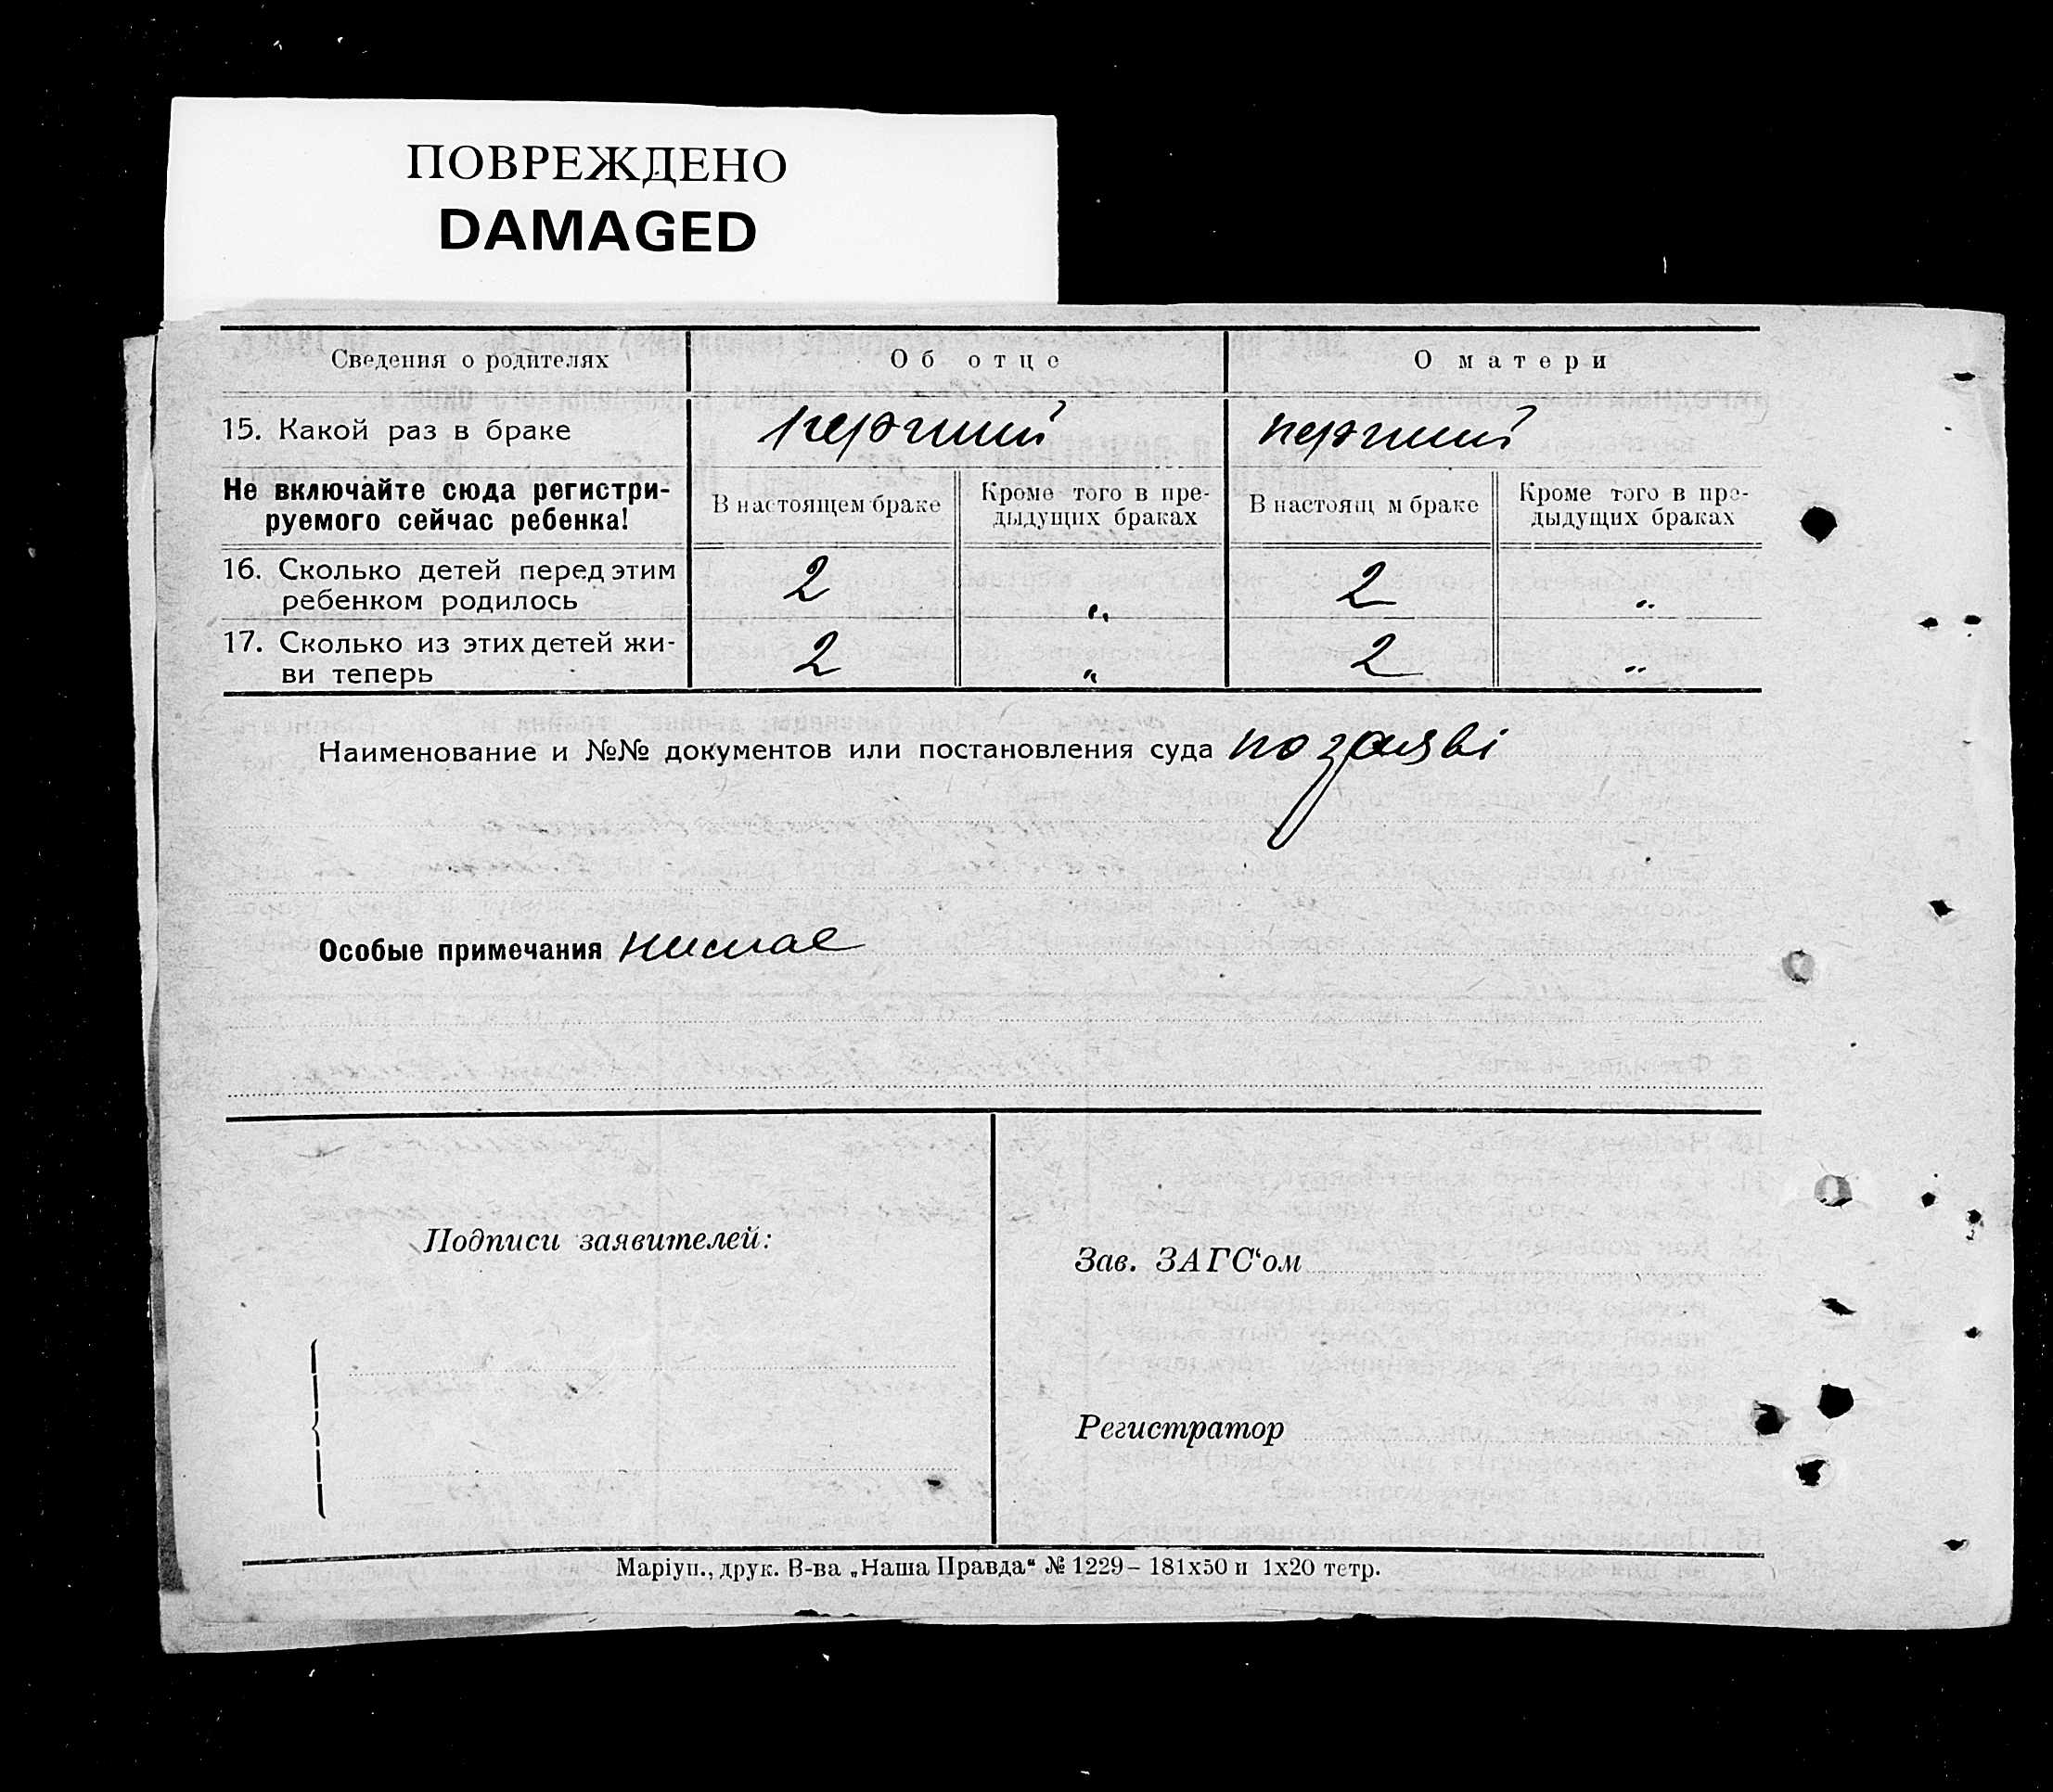 ПОВРЕЖДЕНО
DAMAGED
Сведения о родителях Об отце О матери
15. Какой раз в браке перший перший
Не включайте сюда регистри-
руемого сейчас ребенка!
В настоящем браке
Кроме того в пре-
дыдущих браках
В настоящ м браке
Кроме того в пре-
дыдущих браках
16. Сколько детей перед этим
ребенком родилось 2 „ 2 „
17. Сколько из этих детей жи-
ви теперь 2 „ 2 „
Наименование и №№ документов или постановления суда по заяві
Особые примечания немае
Подписи заявителей:
Зав. ЗАГС‘ом
Регистратор
Маріуп., друк. В-ва „Наша Правда“ № 1229 – 181х50 и 1х20 тетр.